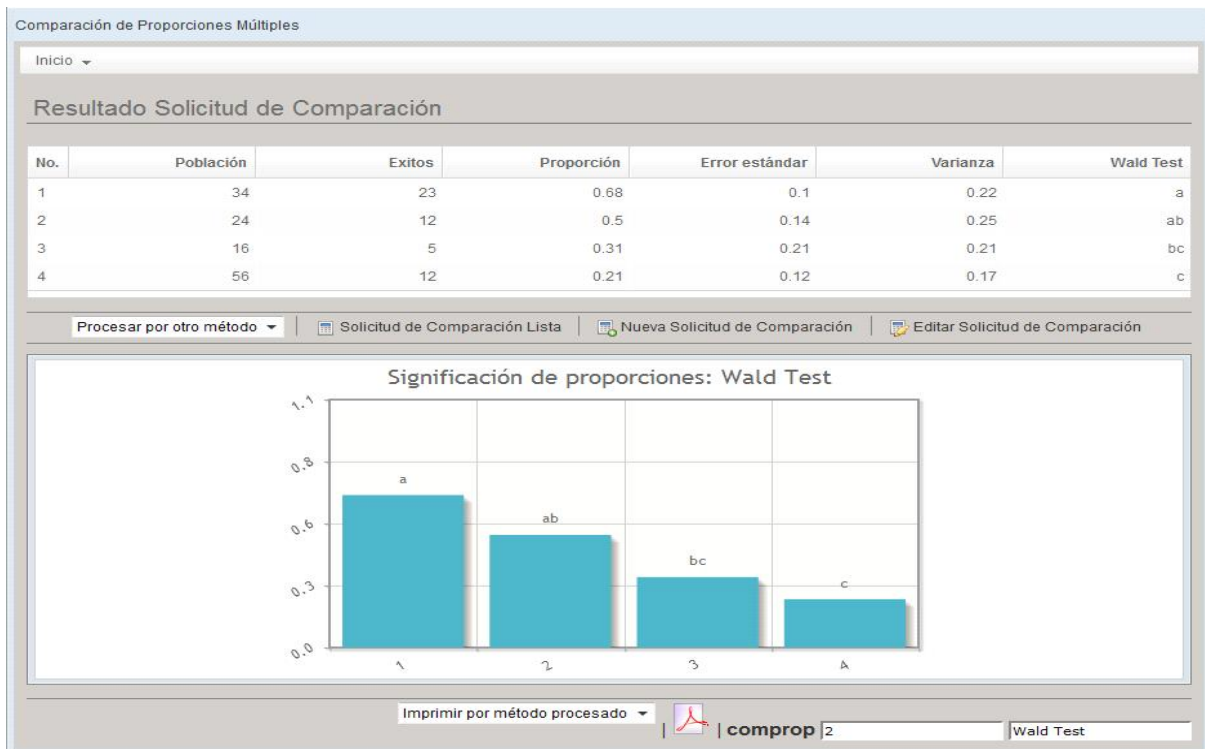 Comparación de Proporciones Múltiples
Inicio
Resultado Solicitud de Comparación
No. Población Exitos Proporción Error estándar Varianza Wald Test
1 34 23 0.68 0.1 0.22 a
2 24 12 0.5 0.14 0.25 ab
3 16 5 0.31 0.21 0.21 bc
4 56 12 0.21 0.12 0.17 c
Procesar por otro método | Solicitud de Comparación Lista | Nueva Solicitud de Comparación | Editar Solicitud de Comparación
Significación de proporciones: Wald Test
1.1
0.8
a
0.6
ab
bc
0.3
c
0.0
1 2 3 4
Imprimir por método procesado | | comprop 2 Wald Test